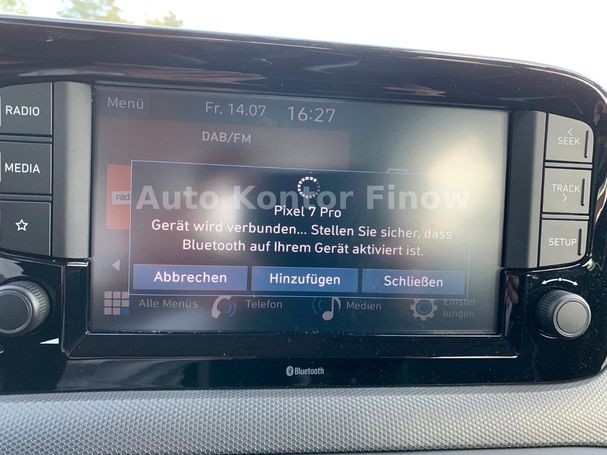 RADIO
MEDIA
Menü Fr, 14.07 16:27
DAB/FM
rad
Auto Kontor Finow
Pixel 7 Pro
Gerät wird verbunden... Stellen Sie sicher, dass
Bluetooth auf Ihrem Gerät aktiviert ist.
Abbrechen Hinzufügen Schließen
Alle Menüs Telefon Medien Einstel-
lungen
SEEK
TRACK
SETUP
Bluetooth